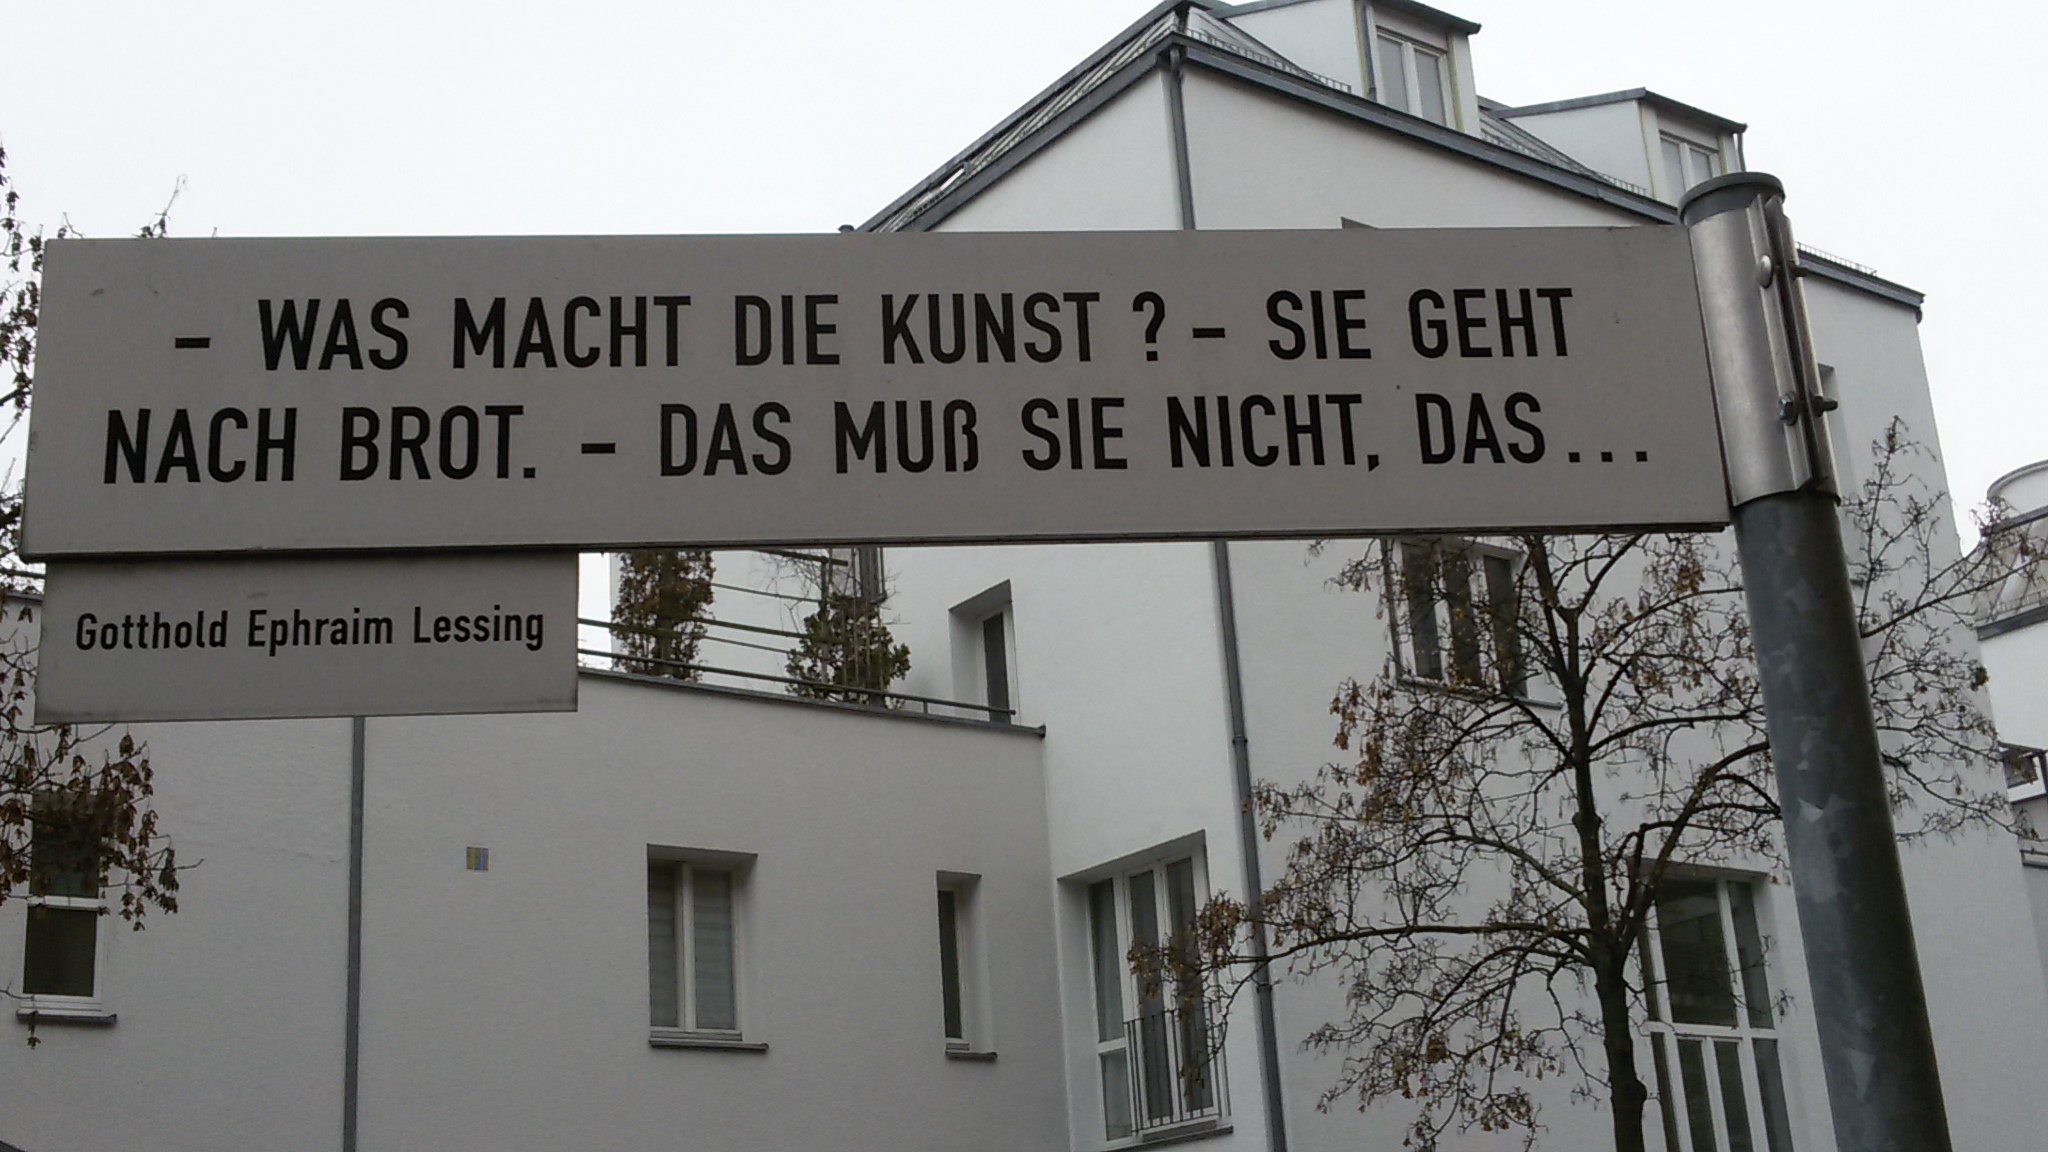 – WAS MACHT DIE KUNST ? – SIE GEHT
NACH BROT. – DAS MUß SIE NICHT, DAS ...
Gotthold Ephraim Lessing